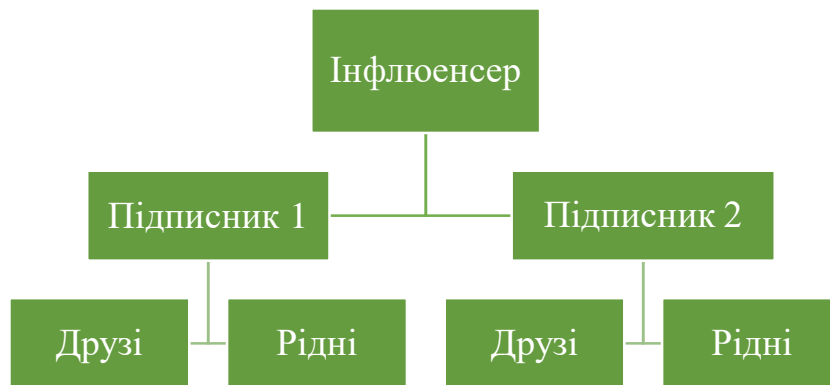 Інфлюенсер
Підписник 1
Підписник 2
Друзі
Рідні
Друзі
Рідні